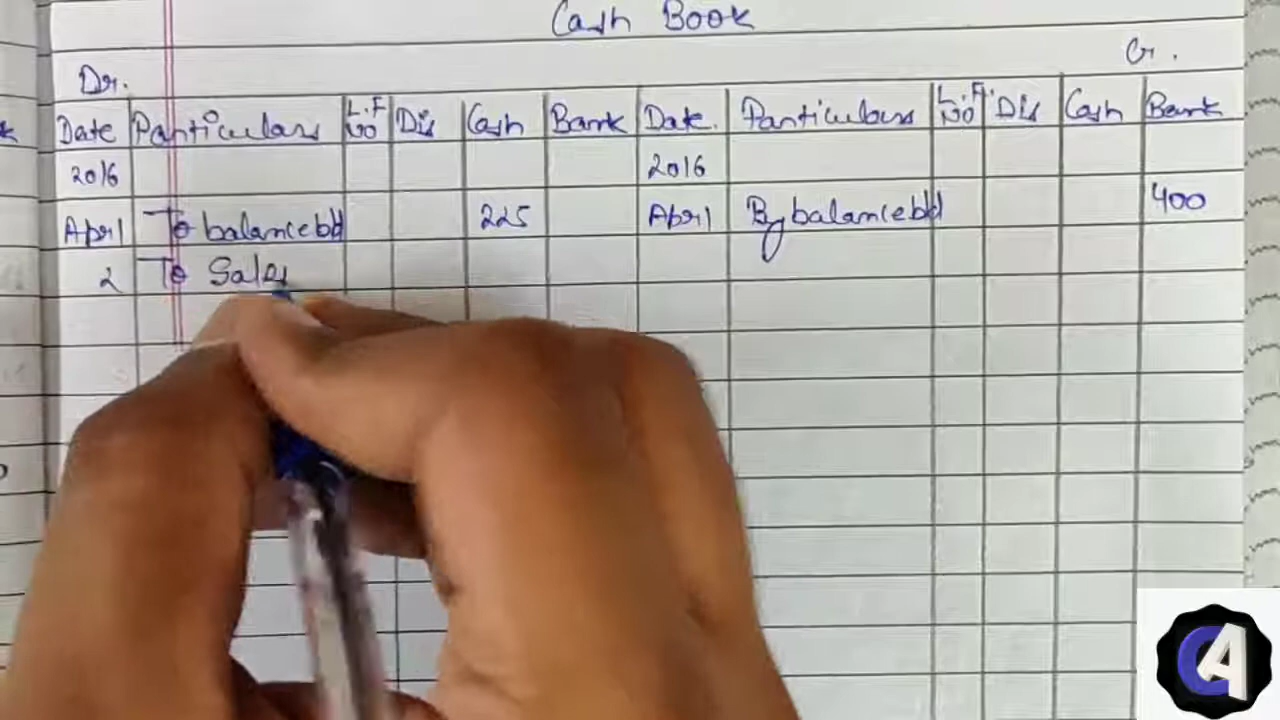 Cash Book
Dr. Cr.
Date Particulars L.F No Dis Cash Bank Date. Particulars L.F. No Dis Cash Bank
2016 2016
April To balance b/d 225 April By balance b/d 400
2 To Sales
CA